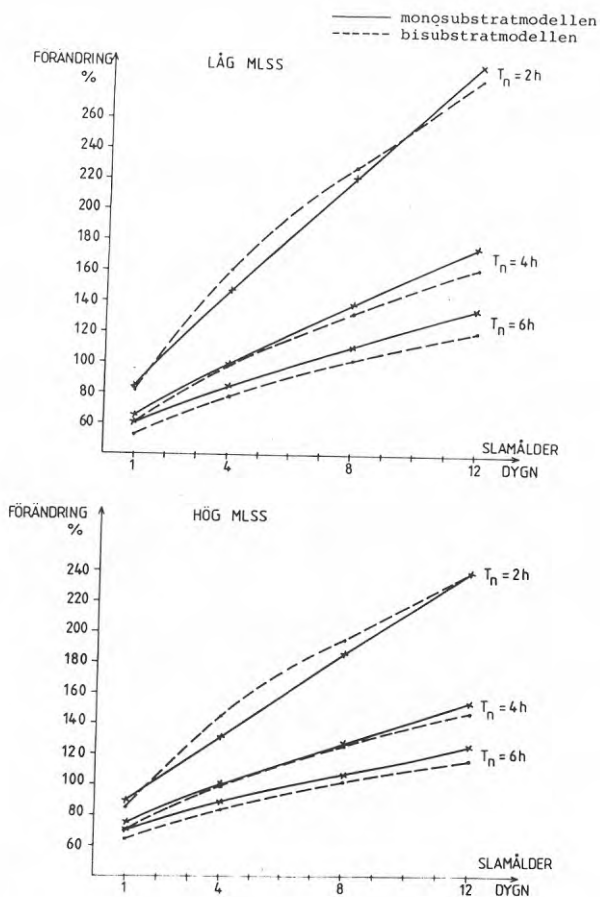 monosubstratmodellen
bisubstratmodellen
FÖRÄNDRING
%
LÅG MLSS
260
240
220
200
180
160
140
120
100
80
60
Tn = 2h
Tn = 4h
Tn = 6h
SLAMÅLDER
1 4 8 12 DYGN
FÖRÄNDRING
%
HÖG MLSS
240
220
200
180
160
140
120
100
80
60
Tn = 2h
Tn = 4h
Tn = 6h
SLAMÅLDER
1 4 8 12 DYGN